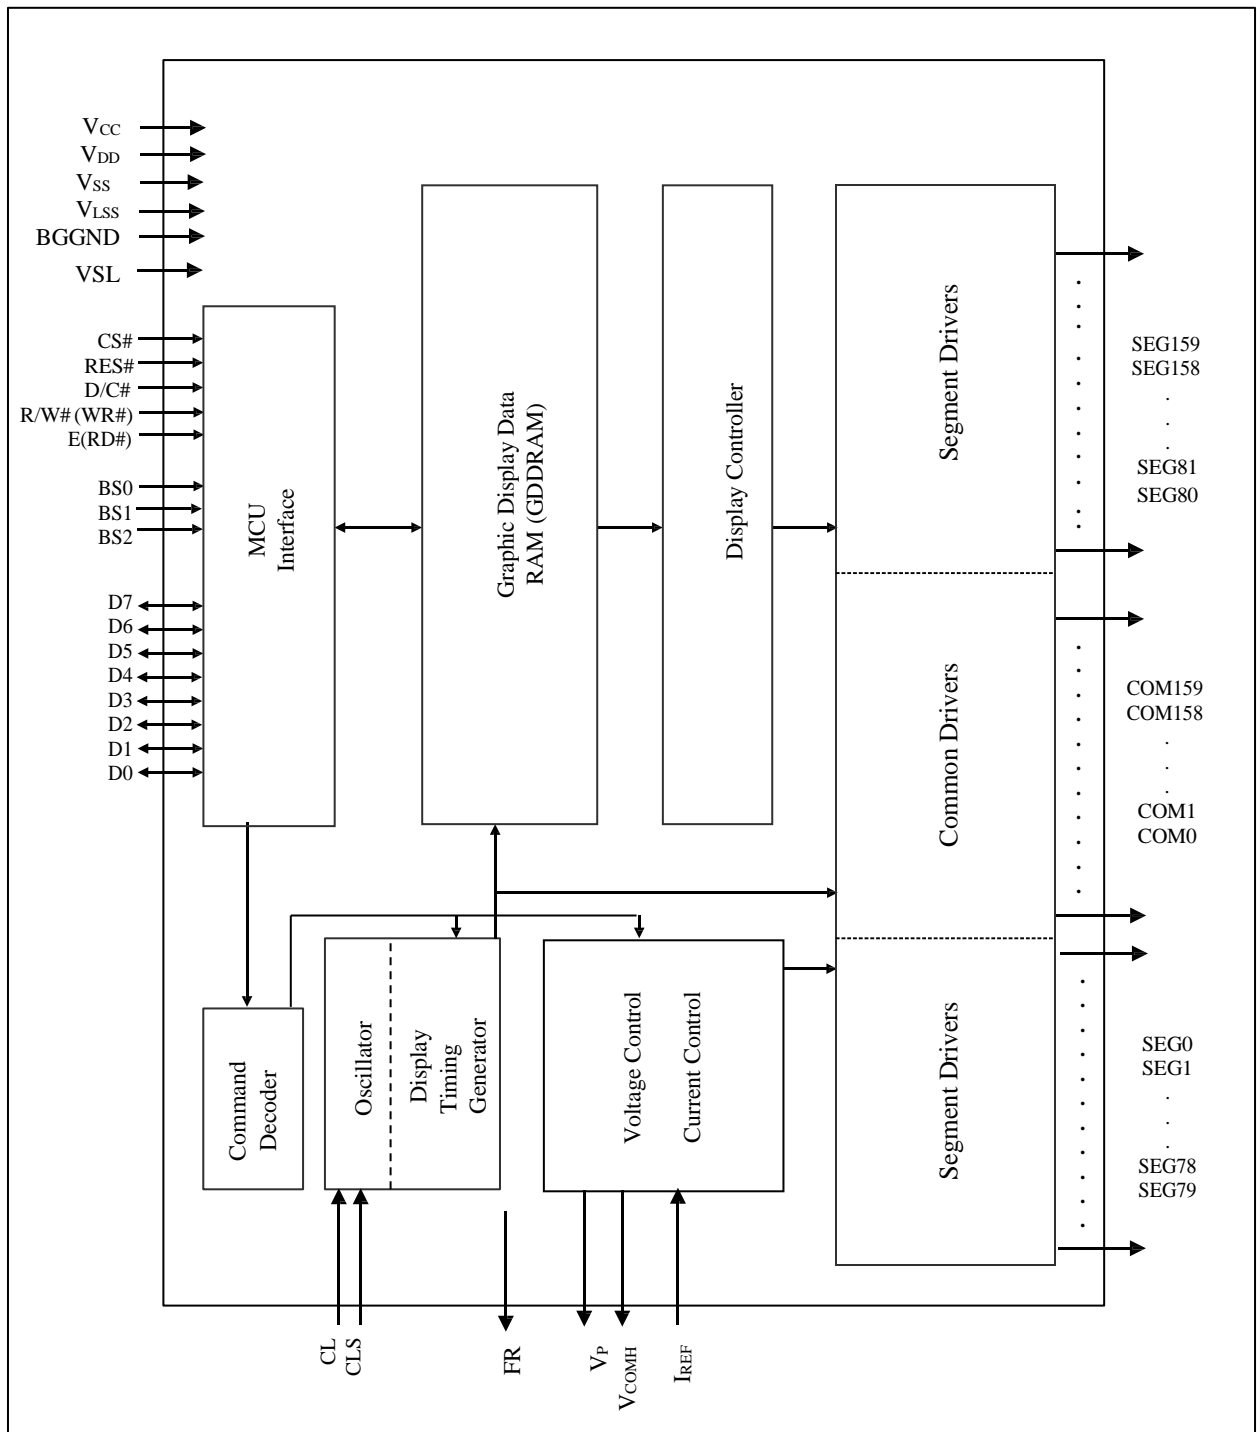 VCC
VDD
VSS
VLSS
BGGND
VSL
CS#
RES#
D/C#
R/W# (WR#)
E(RD#)
BS0
BS1
BS2
D7
D6
D5
D4
D3
D2
D1
D0
MCU
Interface
Graphic Display Data
RAM (GDDRAM)
Display Controller
Segment Drivers
Common Drivers
Segment Drivers
SEG159
SEG158
.
.
.
SEG81
SEG80
COM159
COM158
.
.
.
COM1
COM0
SEG0
SEG1
.
.
.
SEG78
SEG79
Command
Decoder
Oscillator
Display
Timing
Generator
Voltage Control
Current Control
CL
CLS
FR
VP
VCOMH
IREF